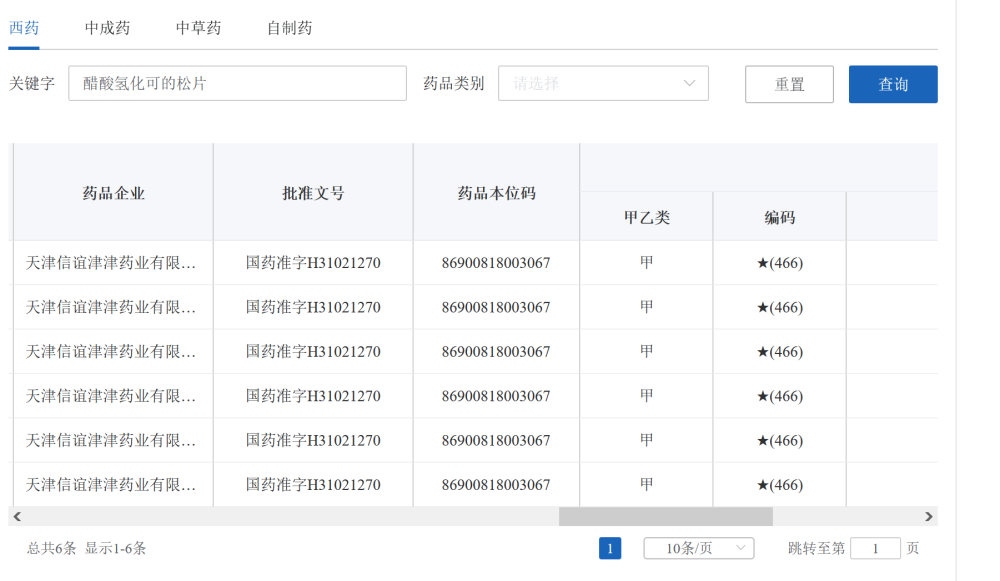 西药 中成药 中草药 自制药
关键字 醋酸氢化可的松片 药品类别 请选择 重置 查询
药品企业 批准文号 药品本位码
甲乙类 编码
天津信谊津津药业有限... 国药准字H31021270 86900818003067 甲 ★(466)
天津信谊津津药业有限... 国药准字H31021270 86900818003067 甲 ★(466)
天津信谊津津药业有限... 国药准字H31021270 86900818003067 甲 ★(466)
天津信谊津津药业有限... 国药准字H31021270 86900818003067 甲 ★(466)
天津信谊津津药业有限... 国药准字H31021270 86900818003067 甲 ★(466)
天津信谊津津药业有限... 国药准字H31021270 86900818003067 甲 ★(466)
总共6条 显示1-6条 1 10条/页 跳转至第 1 页